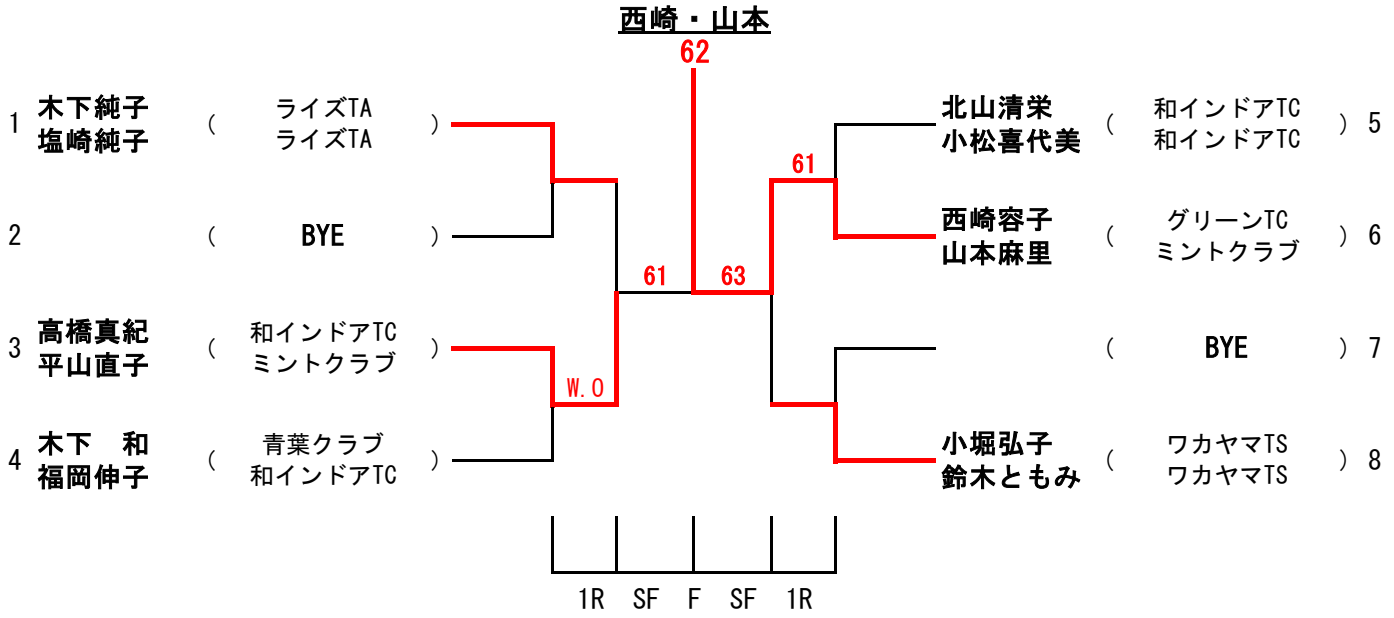 西崎・山本
62
1 木下純子 ( ライズTA )
塩崎純子 ライズTA
2 ( BYE )
61
3 高橋真紀 ( 和インドアTC )
平山直子 ミントクラブ
W.O
4 木下　和 ( 青葉クラブ )
福岡伸子 和インドアTC
北山清栄 ( 和インドアTC ) 5
小松喜代美 和インドアTC
61
西崎容子 ( グリーンTC ) 6
山本麻里 ミントクラブ
63
( BYE ) 7
小堀弘子 ( ワカヤマTS ) 8
鈴木ともみ ワカヤマTS
1R SF F SF 1R